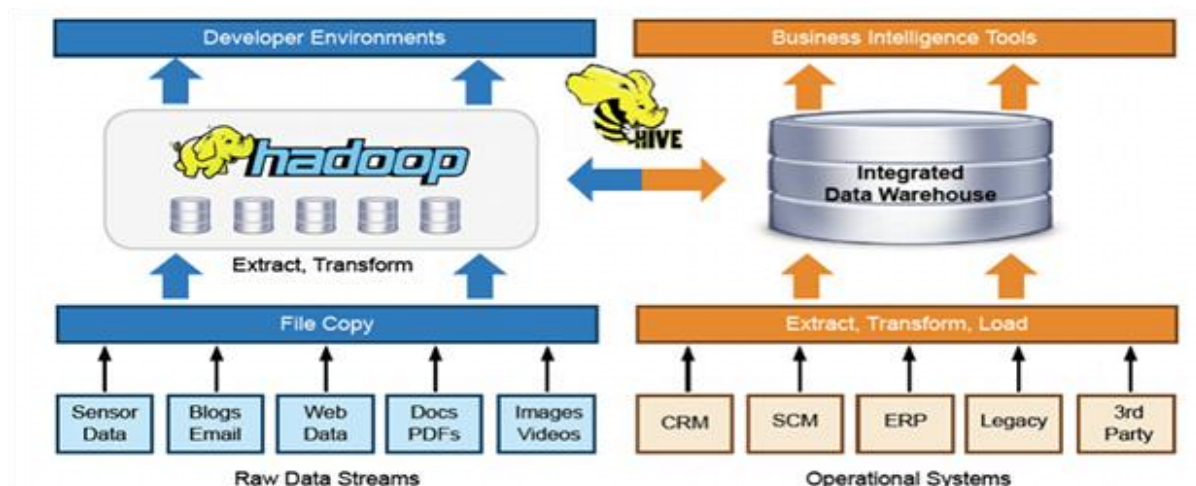 Developer Environments
Business Intelligence Tools
HIVE
hadoop
Integrated
Data Warehouse
Extract, Transform
File Copy
Extract, Transform, Load
Sensor
Data
Blogs
Email
Web
Data
Docs
PDFs
Images
Videos
CRM
SCM
ERP
Legacy
3rd
Party
Raw Data Streams
Operational Systems